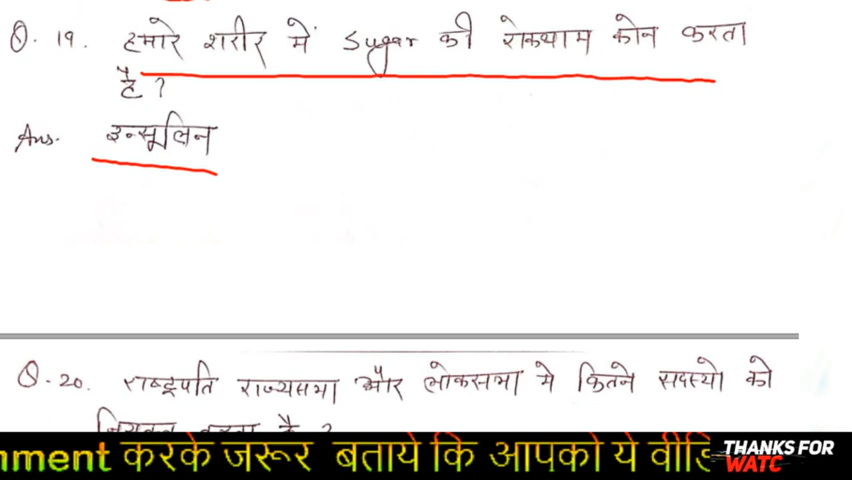 Q. 19. हमारे शरीर में Sugar की रोकथाम कोन करता
है ?
Ans. इन्सूलिन
Q. 20. राष्ट्रपति राज्यसभा और लोकसभा मे कितने सदस्यो को
है ?
nment करके जरूर बताये कि आपको ये वीडि
THANKS FOR
WATC